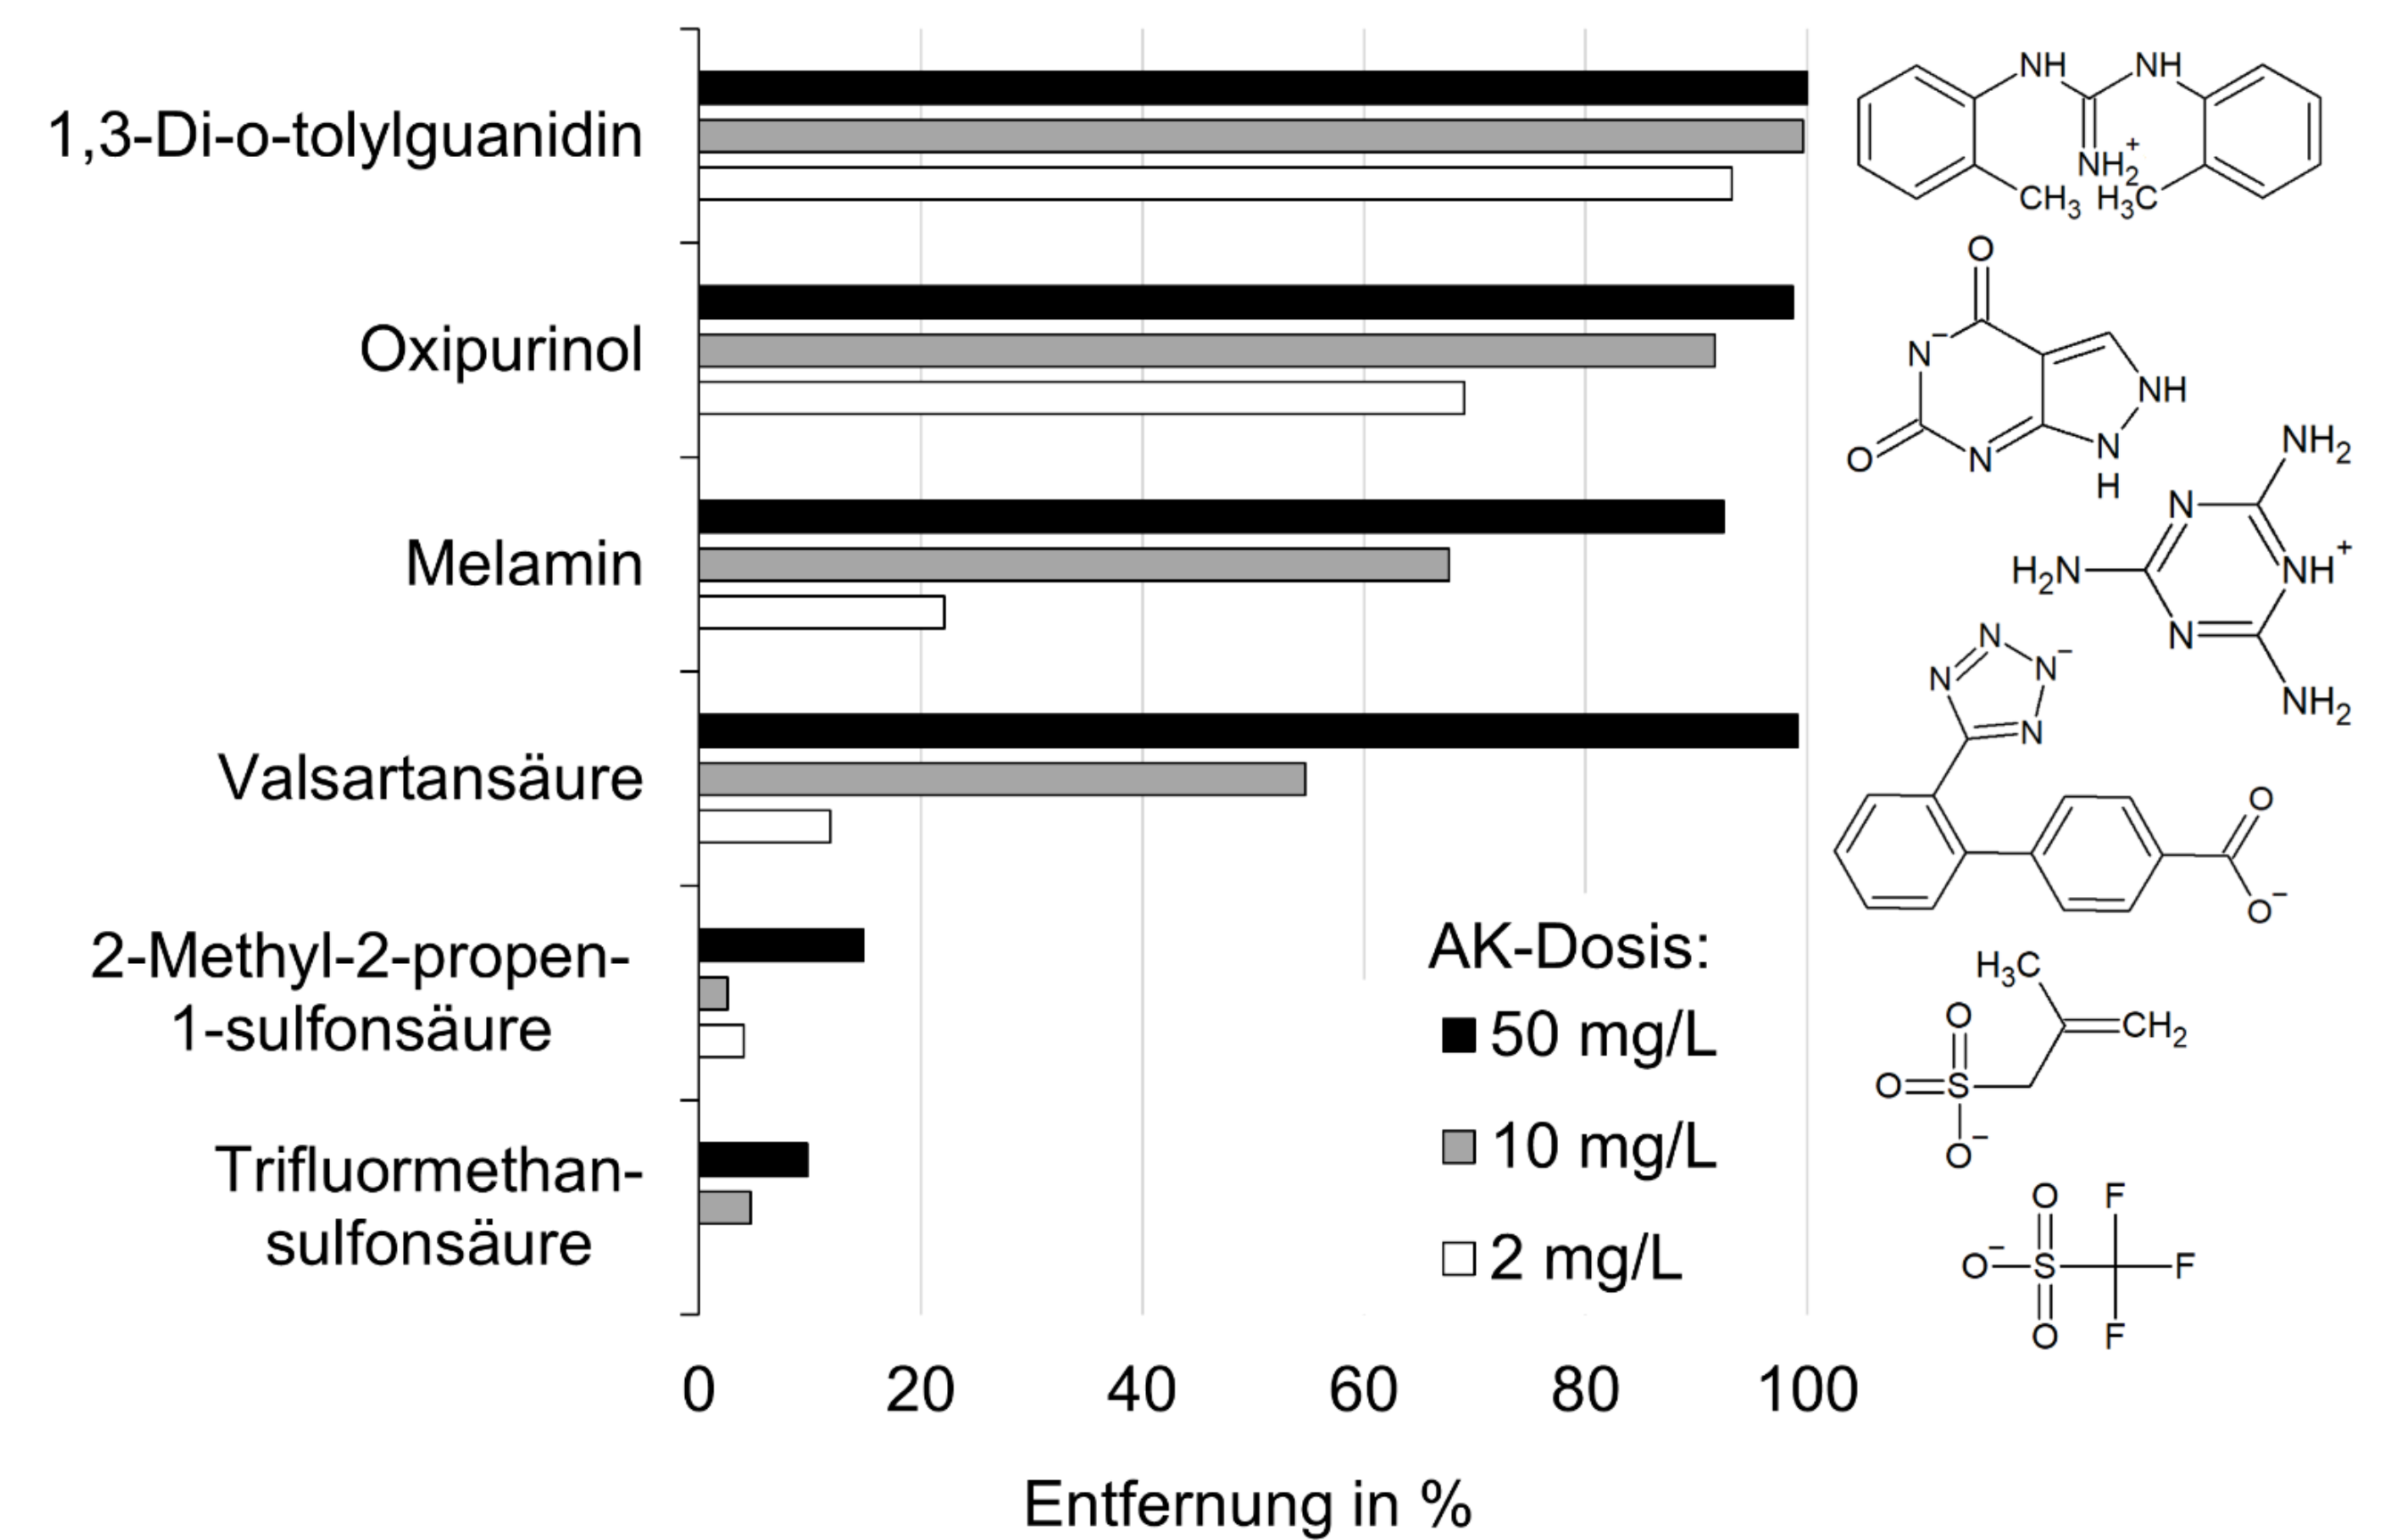 1,3-Di-o-tolylguanidin
Oxipurinol
Melamin
Valsartansäure
2-Methyl-2-propen-
1-sulfonsäure
Trifluormethan-
sulfonsäure
0 20 40 60 80 100
Entfernung in %
AK-Dosis:
50 mg/L
10 mg/L
2 mg/L
NH NH
NH₂⁺
CH₃ H₃C
O
N⁻
NH
O N N
H
NH₂
N
H₂N NH⁺
N
NH₂
N
N N⁻
N
O
O⁻
H₃C
O CH₂
O S
O⁻
O F
O⁻ S F
O F